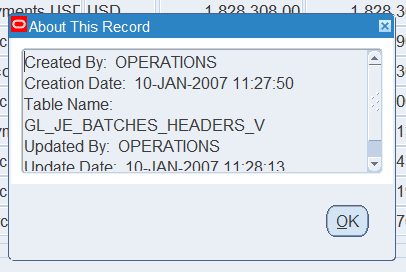 yments USD USD 1,828,308.00 1,828,30
About This Record
Created By: OPERATIONS
Creation Date: 10-JAN-2007 11:27:50
Table Name:
GL_JE_BATCHES_HEADERS_V
Updated By: OPERATIONS
Update Date: 10-JAN-2007 11:28:13
OK